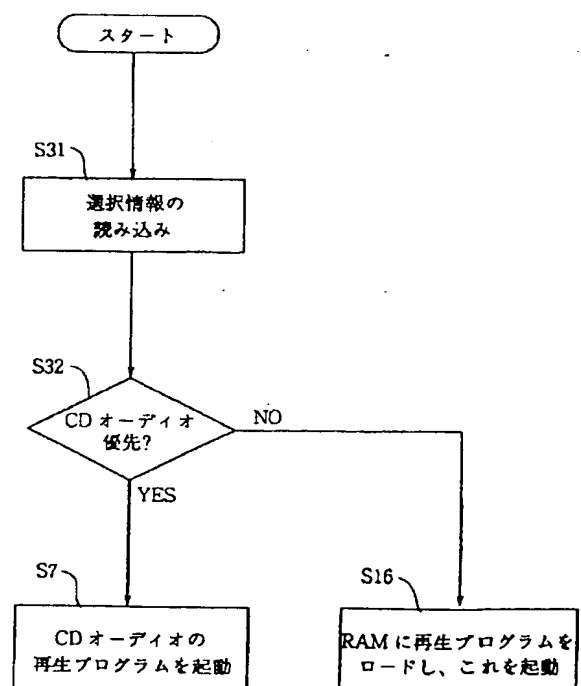 スタート
S31
選択情報の
読み込み
S32
CDオーディオ
優先?
NO
YES
S7
CDオーディオの
再生プログラムを起動
S16
RAMに再生プログラムを
ロードし、これを起動